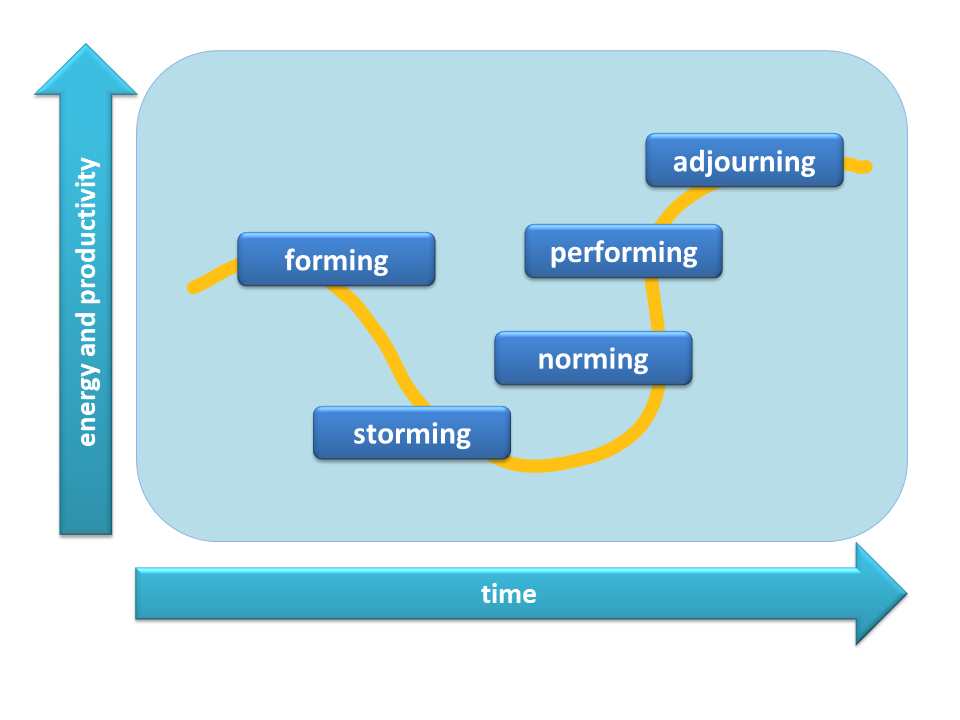 energy and productivity
adjourning
forming
performing
norming
storming
time